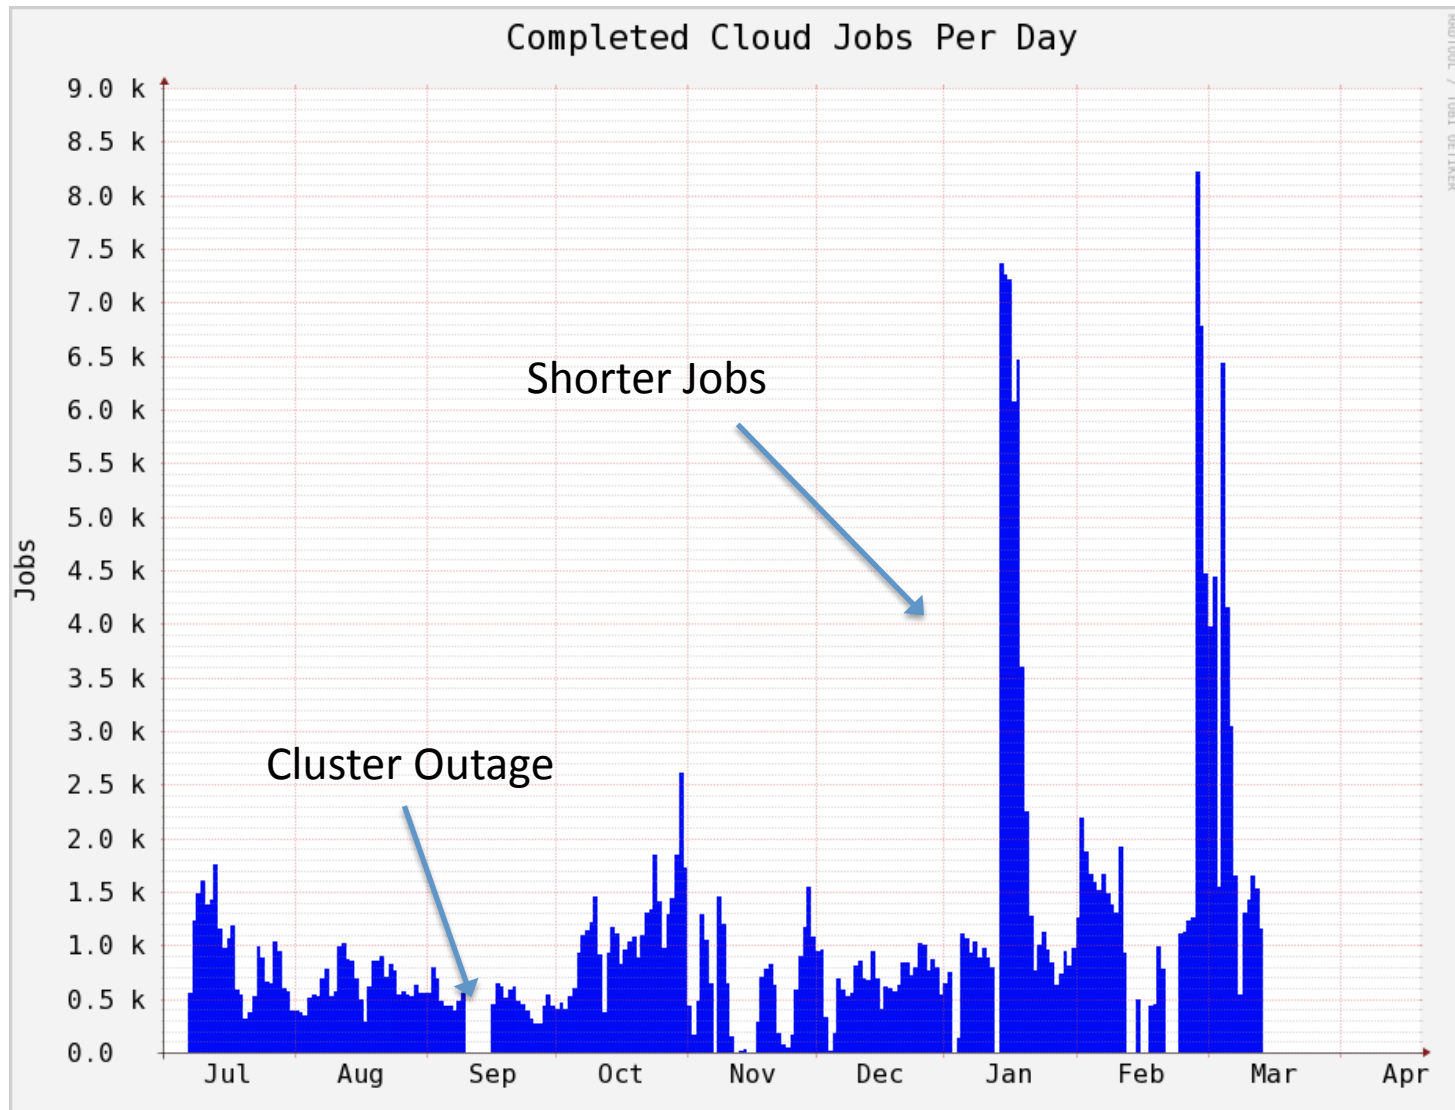 Completed Cloud Jobs Per Day
RRDTOOL / TOBI OETIKER
9.0 k
8.5 k
8.0 k
7.5 k
7.0 k
6.5 k
Shorter Jobs
6.0 k
5.5 k
5.0 k
4.5 k
Jobs
4.0 k
3.5 k
3.0 k
Cluster Outage
2.5 k
2.0 k
1.5 k
1.0 k
0.5 k
0.0
Jul Aug Sep Oct Nov Dec Jan Feb Mar Apr